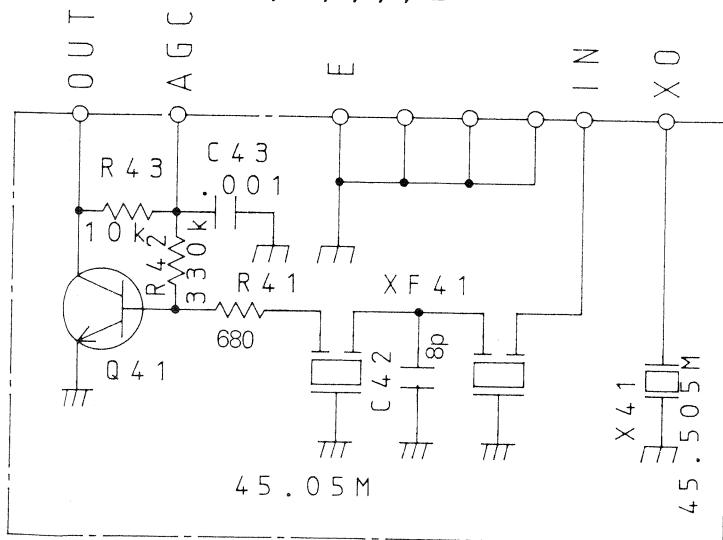 OUT
AGC
E
IN
XO
R43
10k
C43
.001
R42
330k
R41
680
XF41
C42
8p
Q41
X41
45.505M
45.05M